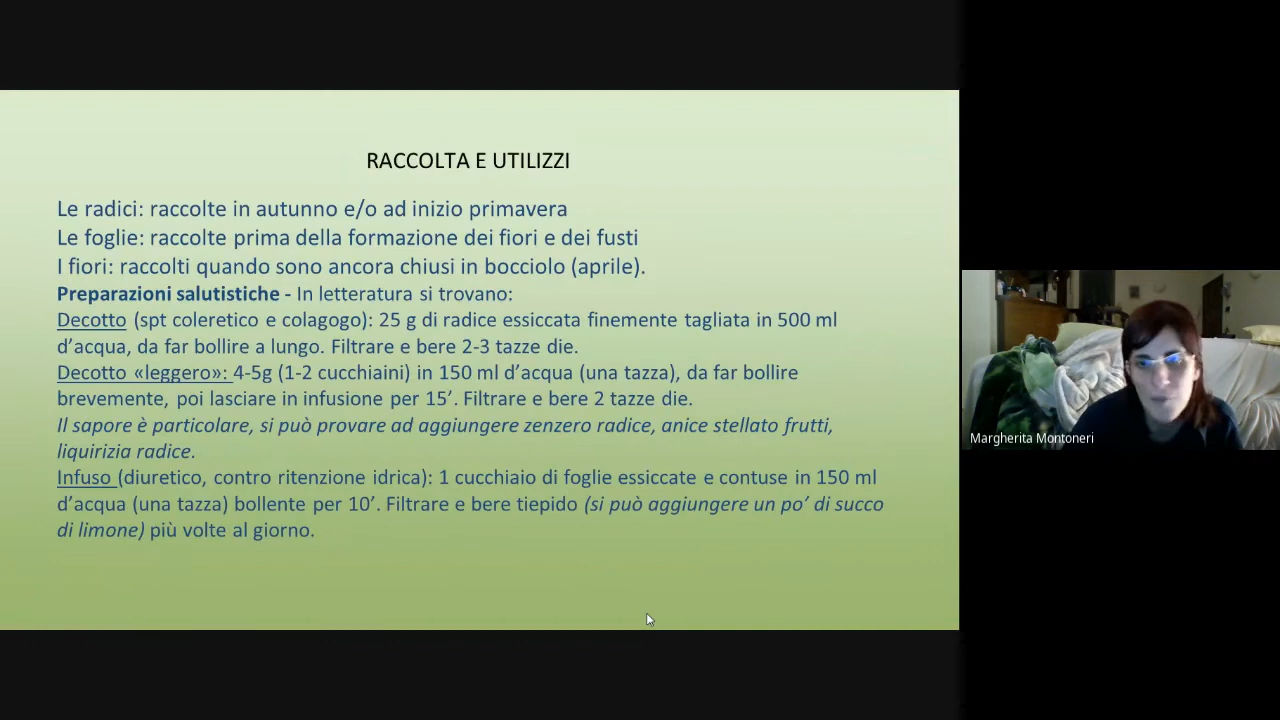 RACCOLTA E UTILIZZI
Le radici: raccolte in autunno e/o ad inizio primavera
Le foglie: raccolte prima della formazione dei fiori e dei fusti
I fiori: raccolti quando sono ancora chiusi in bocciolo (aprile).
Preparazioni salutistiche - In letteratura si trovano:
Decotto (spt coleretico e colagogo): 25 g di radice essiccata finemente tagliata in 500 ml
d’acqua, da far bollire a lungo. Filtrare e bere 2-3 tazze die.
Decotto «leggero»: 4-5g (1-2 cucchiaini) in 150 ml d’acqua (una tazza), da far bollire
brevemente, poi lasciare in infusione per 15’. Filtrare e bere 2 tazze die.
Il sapore è particolare, si può provare ad aggiungere zenzero radice, anice stellato frutti,
liquirizia radice.
Infuso (diuretico, contro ritenzione idrica): 1 cucchiaio di foglie essiccate e contuse in 150 ml
d’acqua (una tazza) bollente per 10’. Filtrare e bere tiepido (si può aggiungere un po’ di succo
di limone) più volte al giorno.
Margherita Montoneri